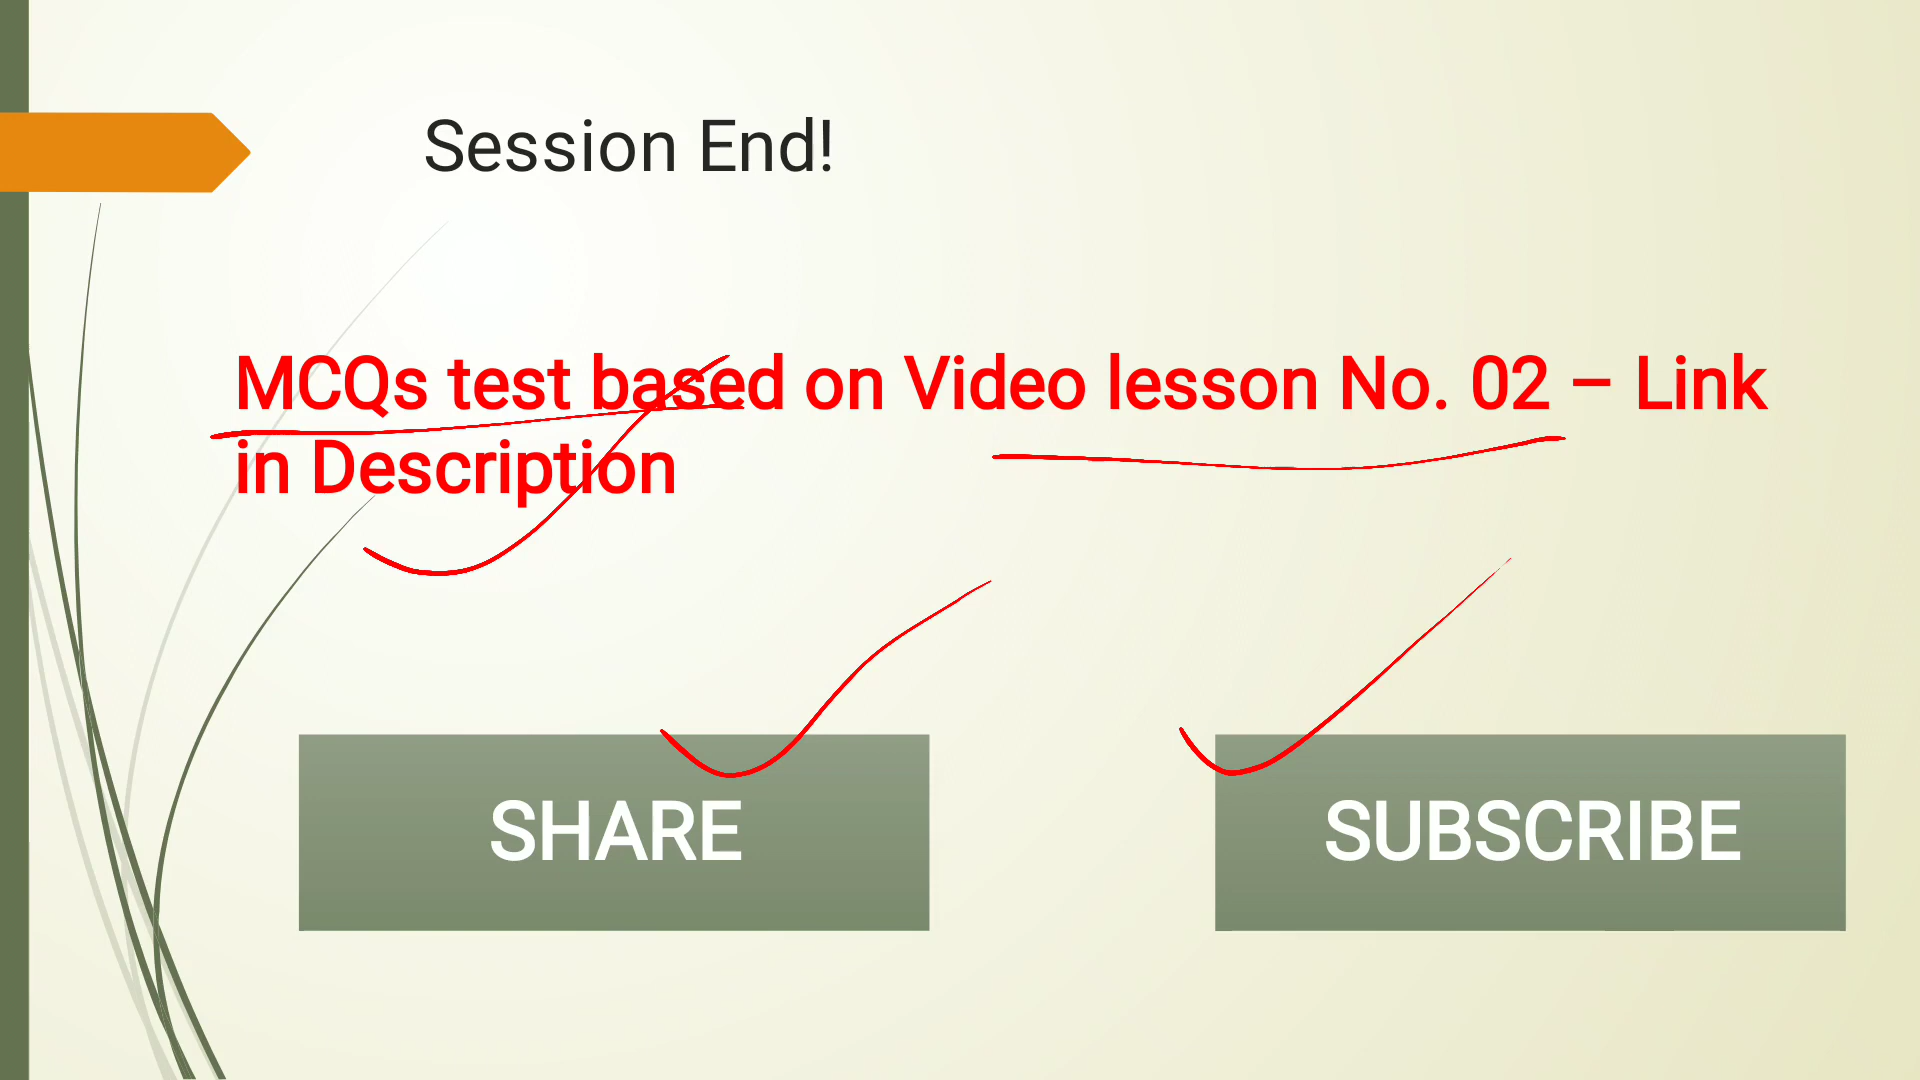 Session End!
MCQs test based on Video lesson No. 02 – Link
in Description
SHARE
SUBSCRIBE